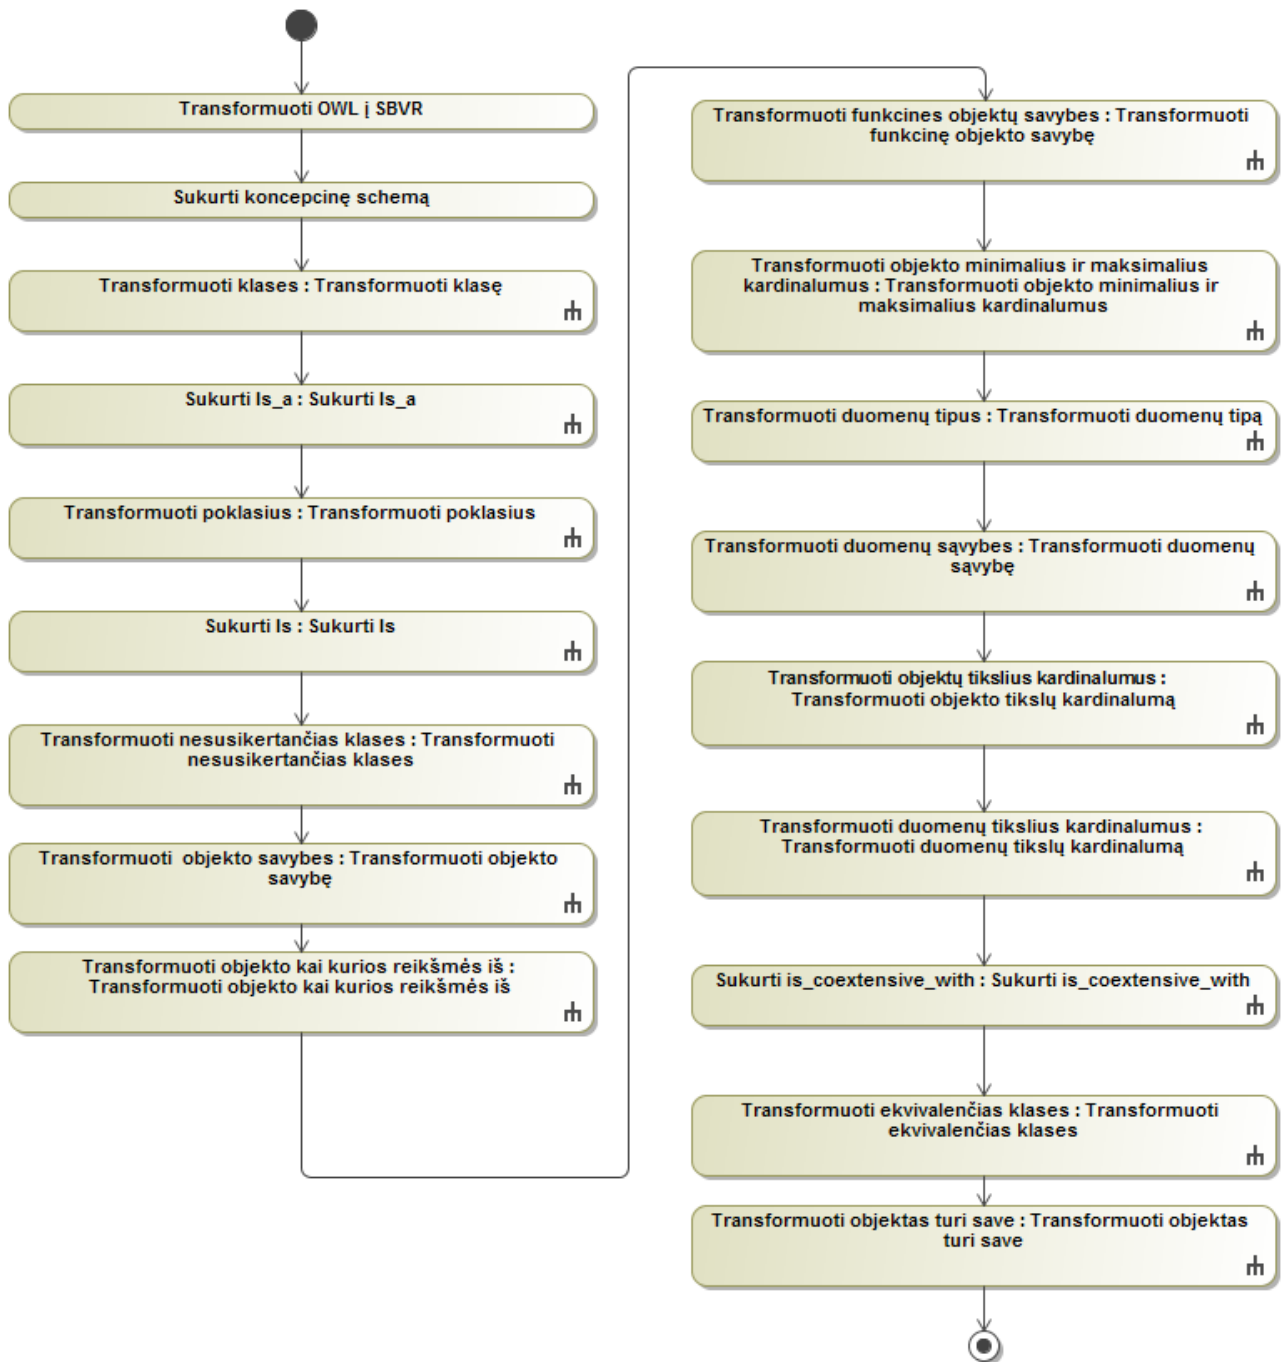 Transformuoti OWL į SBVR
Sukurti koncepcinę schemą
Transformuoti klases : Transformuoti klasę
Sukurti Is_a : Sukurti Is_a
Transformuoti poklasius : Transformuoti poklasius
Sukurti Is : Sukurti Is
Transformuoti nesusikertančias klases : Transformuoti
nesusikertančias klases
Transformuoti objekto savybes : Transformuoti objekto
savybę
Transformuoti objekto kai kurios reikšmės iš :
Transformuoti objekto kai kurios reikšmės iš
Transformuoti funkcines objektų savybes : Transformuoti
funkcinę objekto savybę
Transformuoti objekto minimalius ir maksimalius
kardinalumus : Transformuoti objekto minimalius ir
maksimalius kardinalumus
Transformuoti duomenų tipus : Transformuoti duomenų tipą
Transformuoti duomenų sąvybes : Transformuoti duomenų
sąvybę
Transformuoti objektų tikslius kardinalumus :
Transformuoti objekto tikslų kardinalumą
Transformuoti duomenų tikslius kardinalumus :
Transformuoti duomenų tikslų kardinalumą
Sukurti is_coextensive_with : Sukurti is_coextensive_with
Transformuoti ekvivalenčias klases : Transformuoti
ekvivalenčias klases
Transformuoti objektas turi save : Transformuoti objektas
turi save